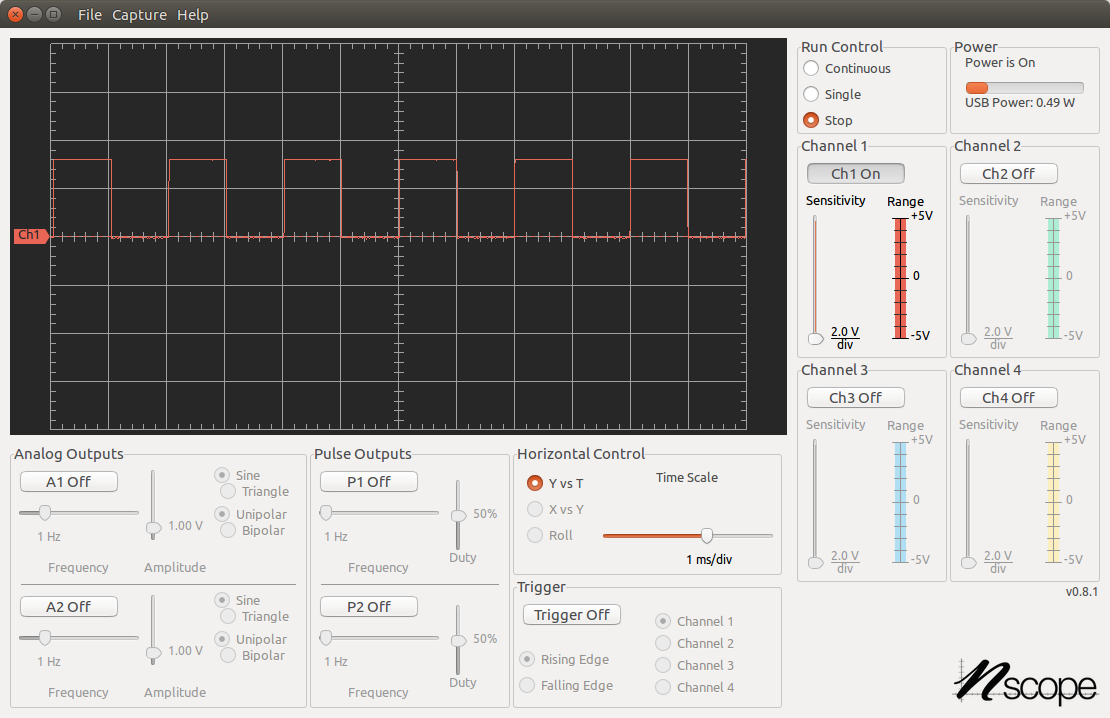 File Capture Help
Ch1
Run Control
Continuous
Single
Stop
Power
Power is On
USB Power: 0.49 W
Channel 1
Ch1 On
Sensitivity Range
+5V
0
-5V
2.0 V
div
Channel 2
Ch2 Off
Sensitivity Range
+5V
0
-5V
2.0 V
div
Channel 3
Ch3 Off
Sensitivity Range
+5V
0
-5V
2.0 V
div
Channel 4
Ch4 Off
Sensitivity Range
+5V
0
-5V
2.0 V
div
Analog Outputs
A1 Off
1 Hz
Frequency
1.00 V
Amplitude
Sine
Triangle
Unipolar
Bipolar
A2 Off
1 Hz
Frequency
1.00 V
Amplitude
Sine
Triangle
Unipolar
Bipolar
Pulse Outputs
P1 Off
1 Hz
Frequency
50%
Duty
P2 Off
1 Hz
Frequency
50%
Duty
Horizontal Control
Y vs T
X vs Y
Roll
Time Scale
1 ms/div
Trigger
Trigger Off
Rising Edge
Falling Edge
Channel 1
Channel 2
Channel 3
Channel 4
v0.8.1
nscope